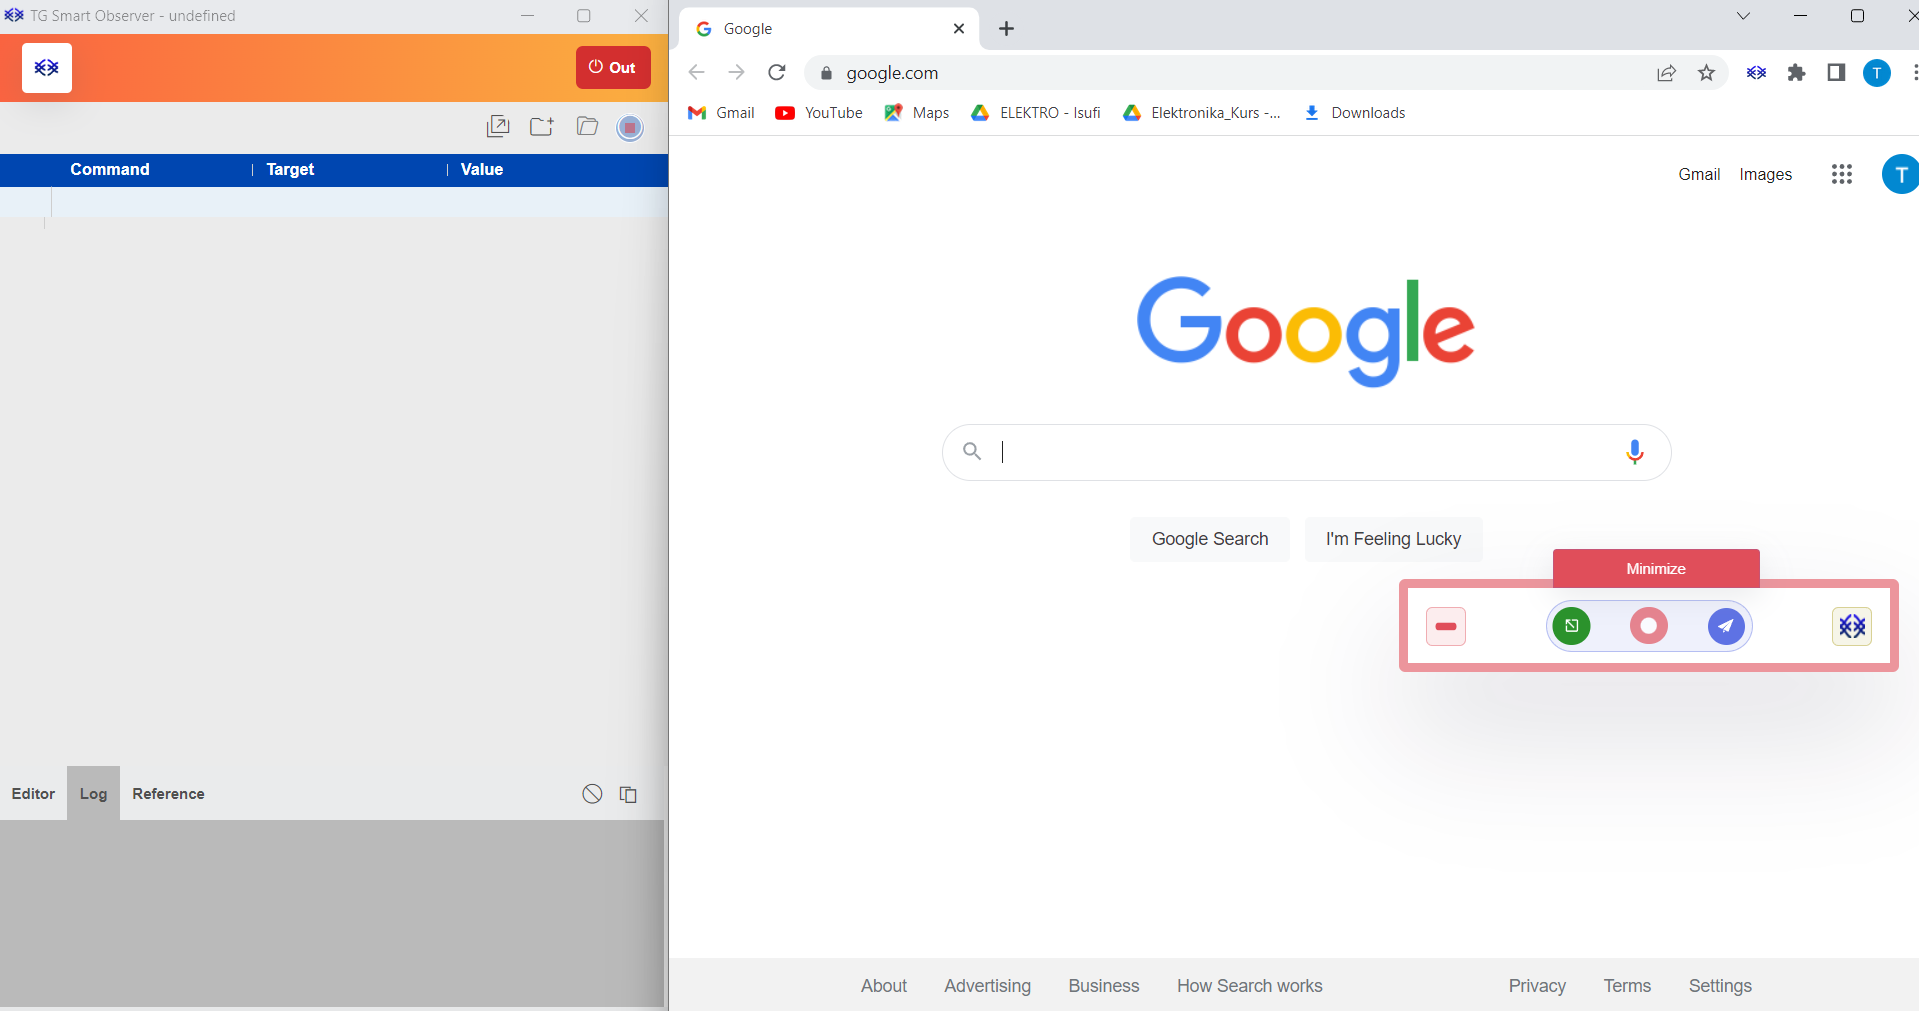 TG Smart Observer - undefined
Out
Command | Target | Value
Editor Log Reference
Google
google.com
T
Gmail YouTube Maps ELEKTRO - Isufi Elektronika_Kurs -... Downloads
Gmail Images T
Google
Google Search I'm Feeling Lucky
Minimize
About Advertising Business How Search works Privacy Terms Settings